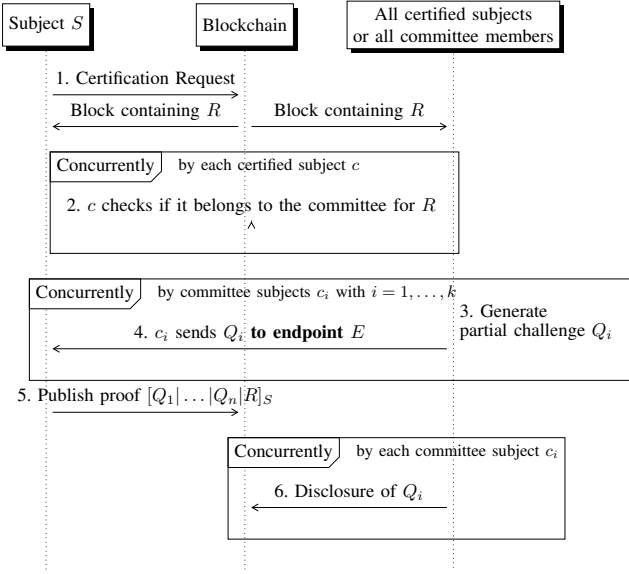 Subject S
Blockchain
All certified subjects
or all committee members
1. Certification Request
Block containing R
Block containing R
Concurrently
by each certified subject c
2. c checks if it belongs to the committee for R
Concurrently
by committee subjects c_i with i = 1, . . . , k
3. Generate
partial challenge Q_i
4. c_i sends Q_i to endpoint E
5. Publish proof [Q_1| . . . |Q_n|R]_S
Concurrently
by each committee subject c_i
6. Disclosure of Q_i